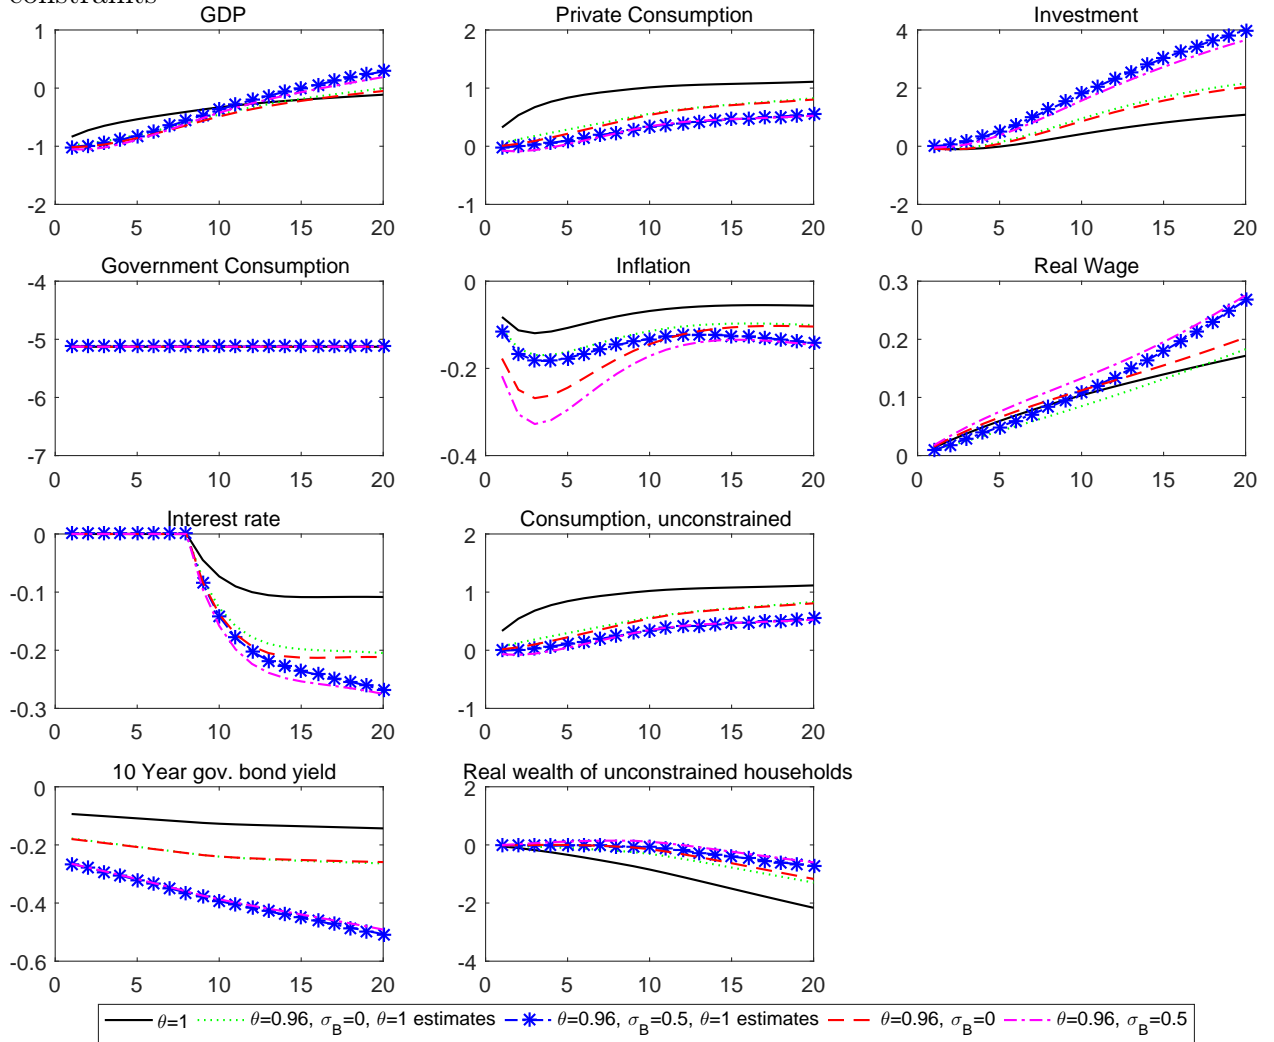 constraints
GDP
Private Consumption
Investment
1
0
-1
-2
0 5 10 15 20
2
1
0
-1
0 5 10 15 20
4
2
0
-2
0 5 10 15 20
Government Consumption
Inflation
Real Wage
-4
-5
-6
-7
0 5 10 15 20
0
-0.2
-0.4
0 5 10 15 20
0.3
0.2
0.1
0
0 5 10 15 20
Interest rate
Consumption, unconstrained
0
-0.1
-0.2
-0.3
0 5 10 15 20
2
1
0
-1
0 5 10 15 20
10 Year gov. bond yield
Real wealth of unconstrained households
0
-0.2
-0.4
-0.6
0 5 10 15 20
2
0
-2
-4
0 5 10 15 20
θ=1 θ=0.96, σ_B=0, θ=1 estimates θ=0.96, σ_B=0.5, θ=1 estimates θ=0.96, σ_B=0 θ=0.96, σ_B=0.5